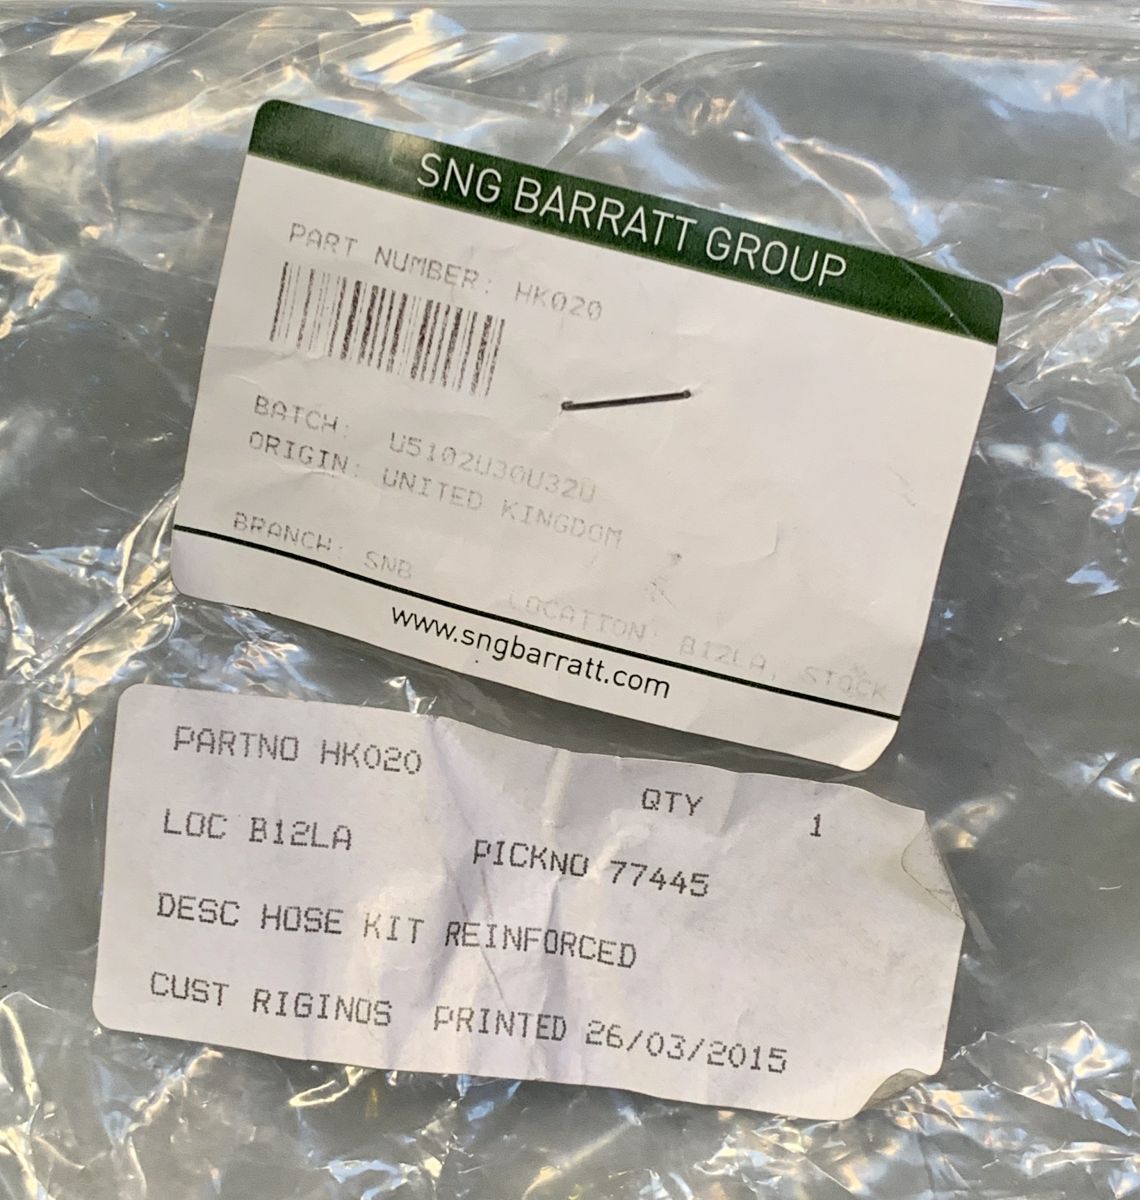 SNG BARRATT GROUP
PART NUMBER: HK020
BATCH: U5102U30U32U
ORIGIN: UNITED KINGDOM
BRANCH: SNB
LOCATION: B12LA, STOCK
www.sngbarratt.com
PARTNO HK020
QTY 1
LOC B12LA PICKNO 77445
DESC HOSE KIT REINFORCED
CUST RIGINOS PRINTED 26/03/2015